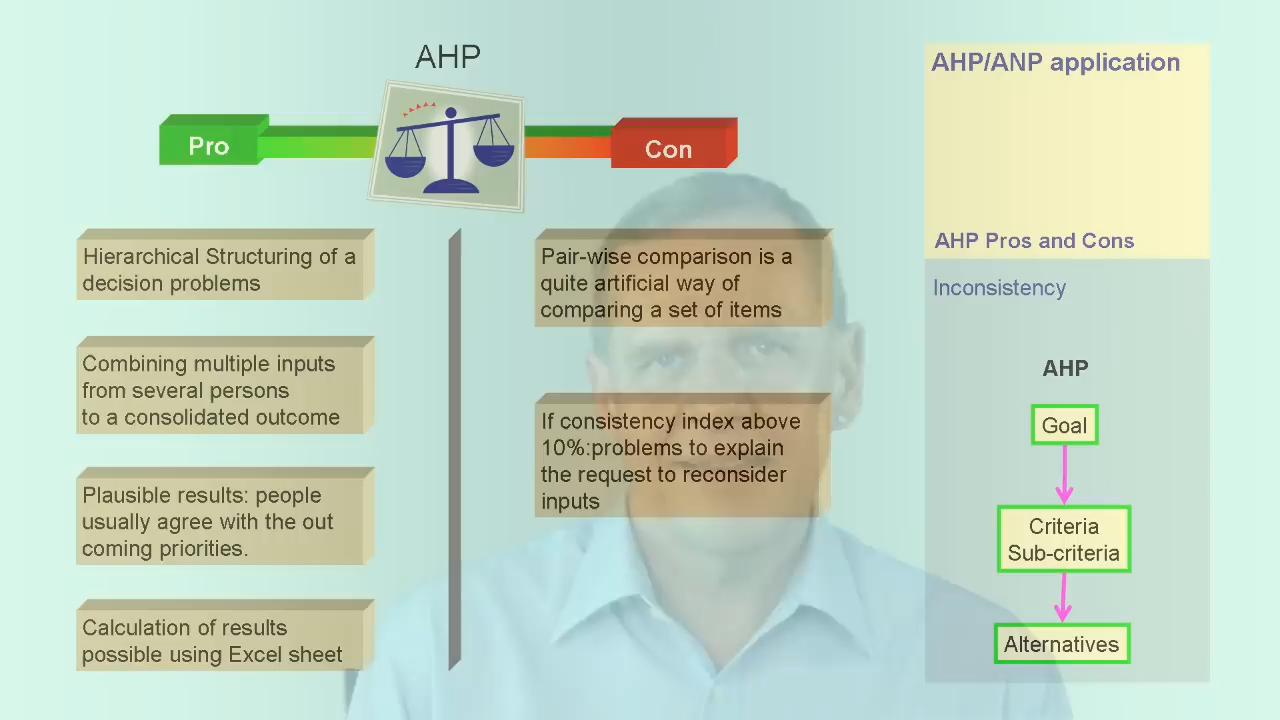 AHP
Pro
Con
Hierarchical Structuring of a
decision problems
Combining multiple inputs
from several persons
to a consolidated outcome
Plausible results: people
usually agree with the out
coming priorities.
Calculation of results
possible using Excel sheet
Pair-wise comparison is a
quite artificial way of
comparing a set of items
If consistency index above
10%:problems to explain
the request to reconsider
inputs
AHP/ANP application
AHP Pros and Cons
Inconsistency
AHP
Goal
Criteria
Sub-criteria
Alternatives